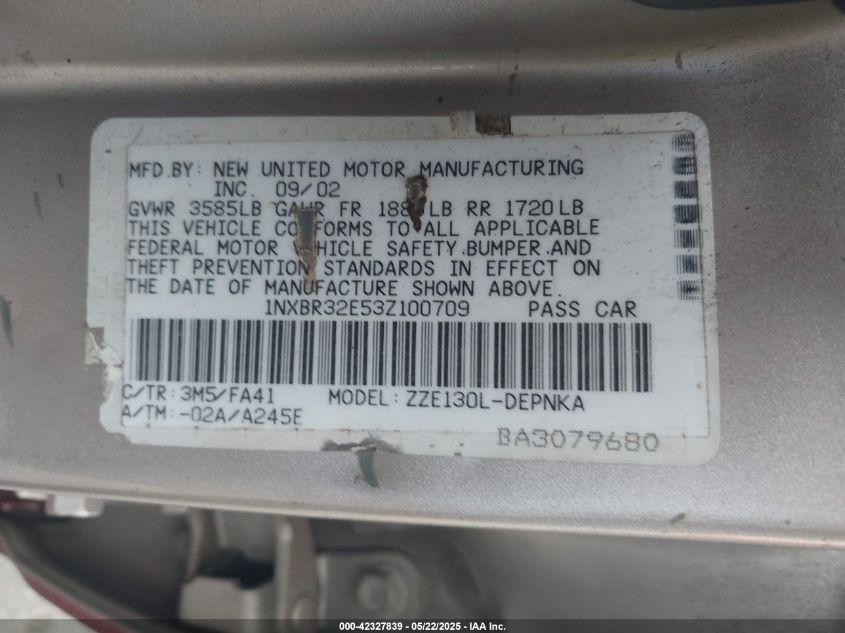 MFD.BY: NEW UNITED MOTOR MANUFACTURING
INC. 09/02
GVWR 3585LB GAWR FR LB RR 1720LB
THIS VEHICLE CONFORMS TO ALL APPLICABLE
FEDERAL MOTOR VEHICLE SAFETY,BUMPER,AND
THEFT PREVENTION STANDARDS IN EFFECT ON
THE DATE OF MANUFACTURE SHOWN ABOVE.
1NXBR32E53Z100709 PASS CAR
C/TR:3M5/FA41 MODEL:ZZE130L-DEPNKA
A/TM:-02A/A245E
BA3079680
000-42327839 - 05/22/2025 - IAA Inc.